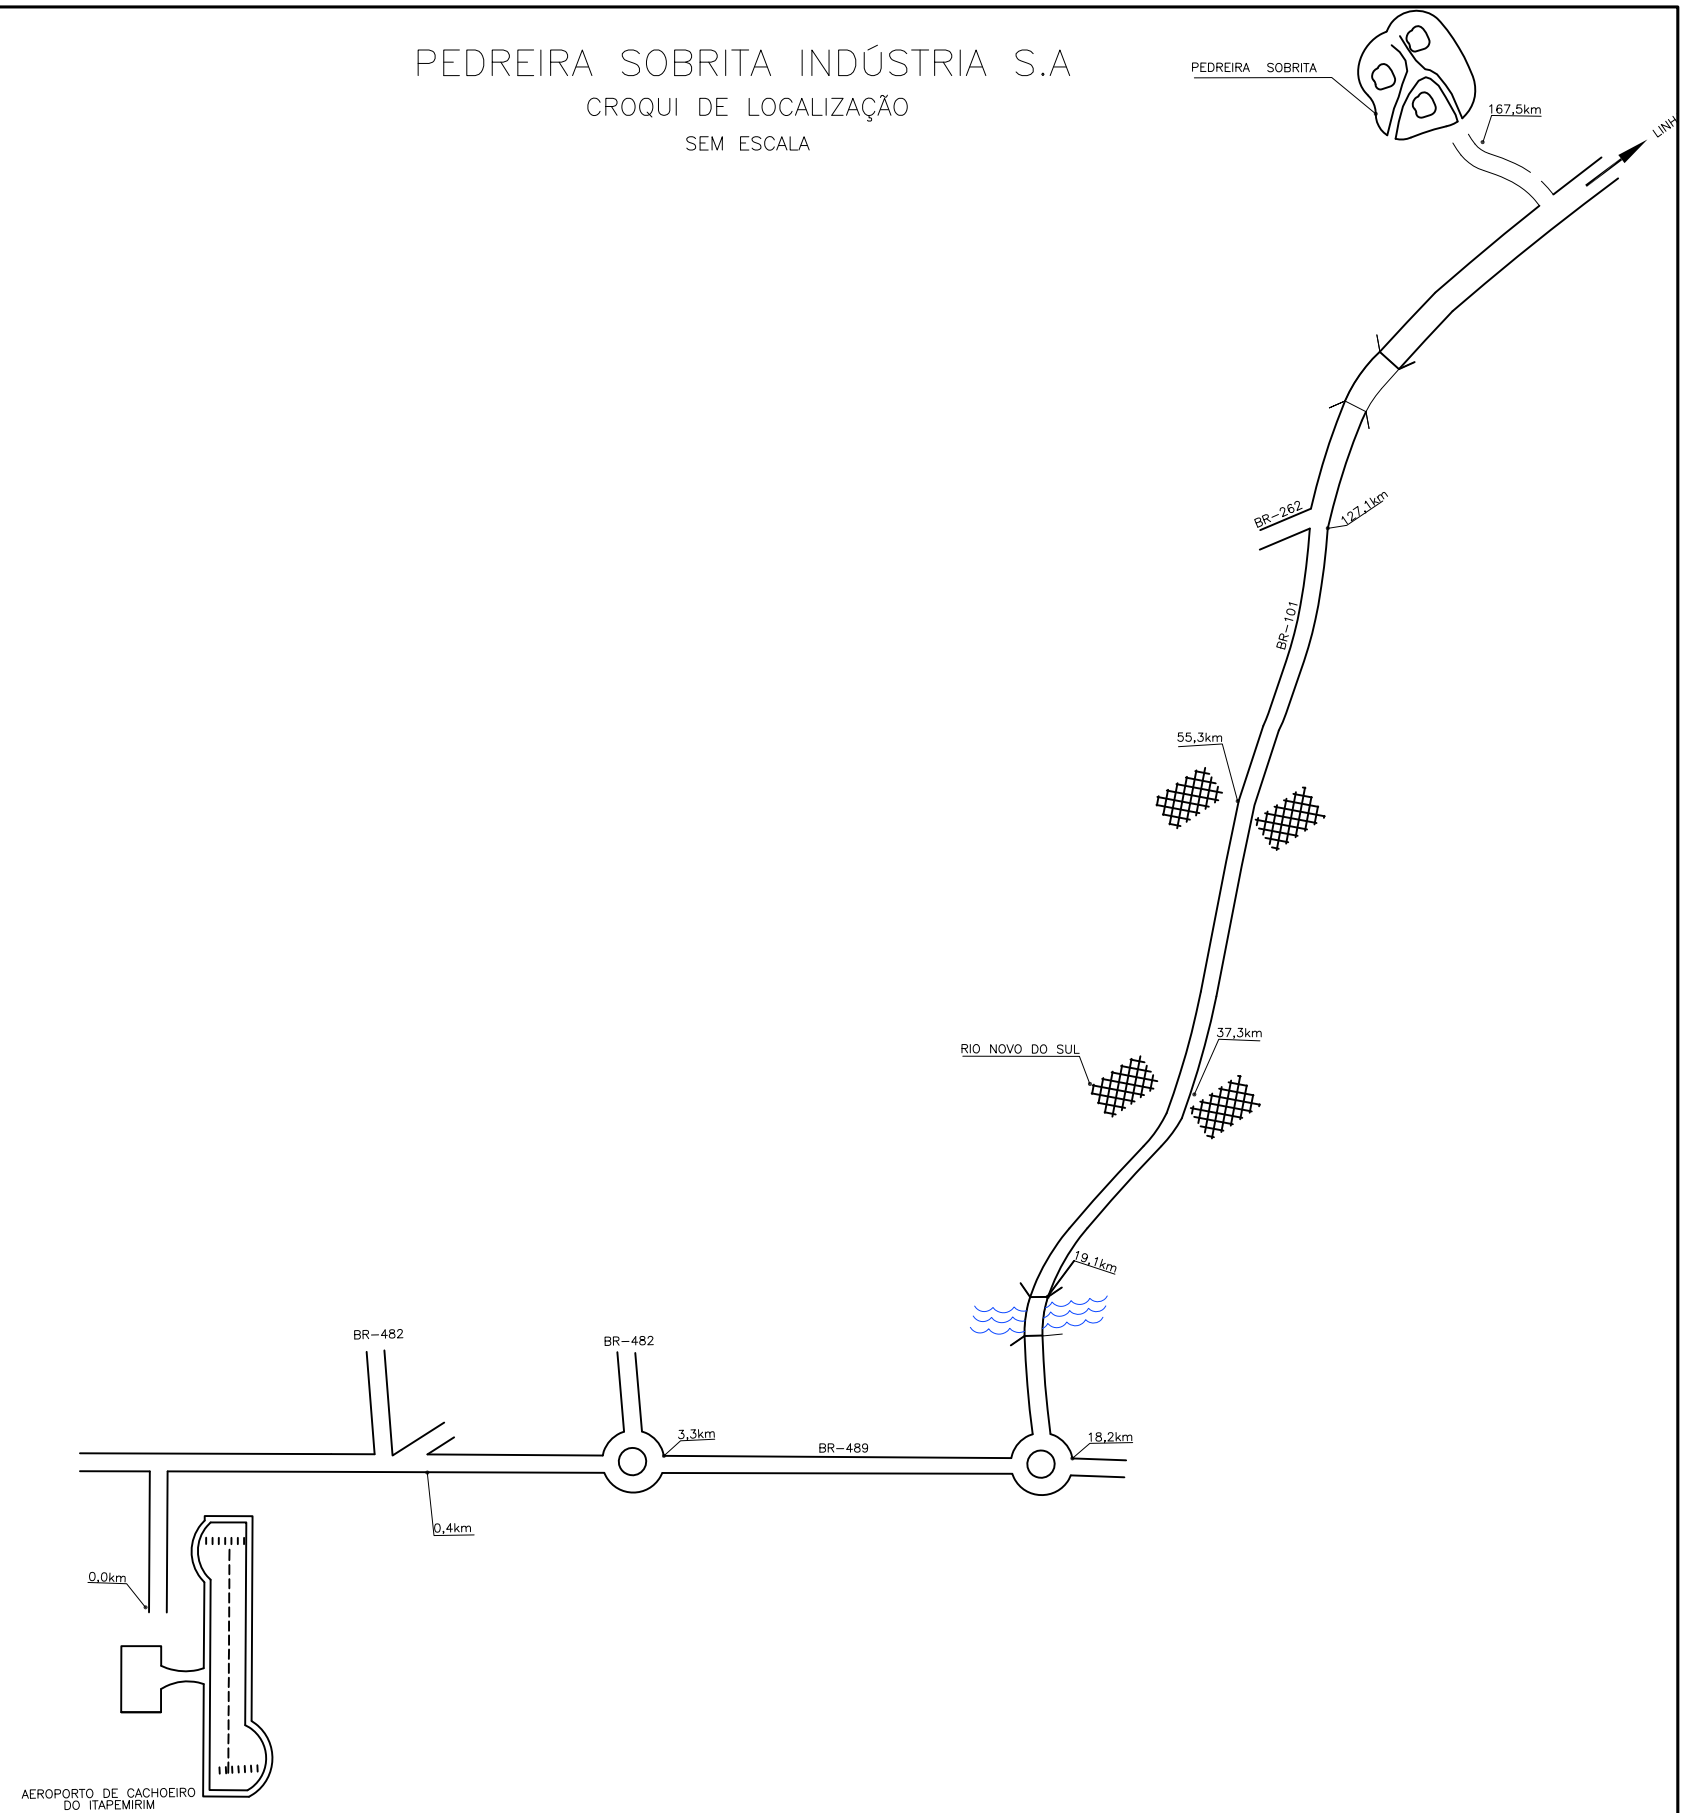 PEDREIRA SOBRITA INDÚSTRIA S.A
CROQUI DE LOCALIZAÇÃO
SEM ESCALA
PEDREIRA SOBRITA
167,5km
LINH
BR-262
127,1km
BR-101
55,3km
37,3km
RIO NOVO DO SUL
19,1km
BR-482
BR-482
3,3km
BR-489
18,2km
0,4km
0,0km
AEROPORTO DE CACHOEIRO
DO ITAPEMIRIM